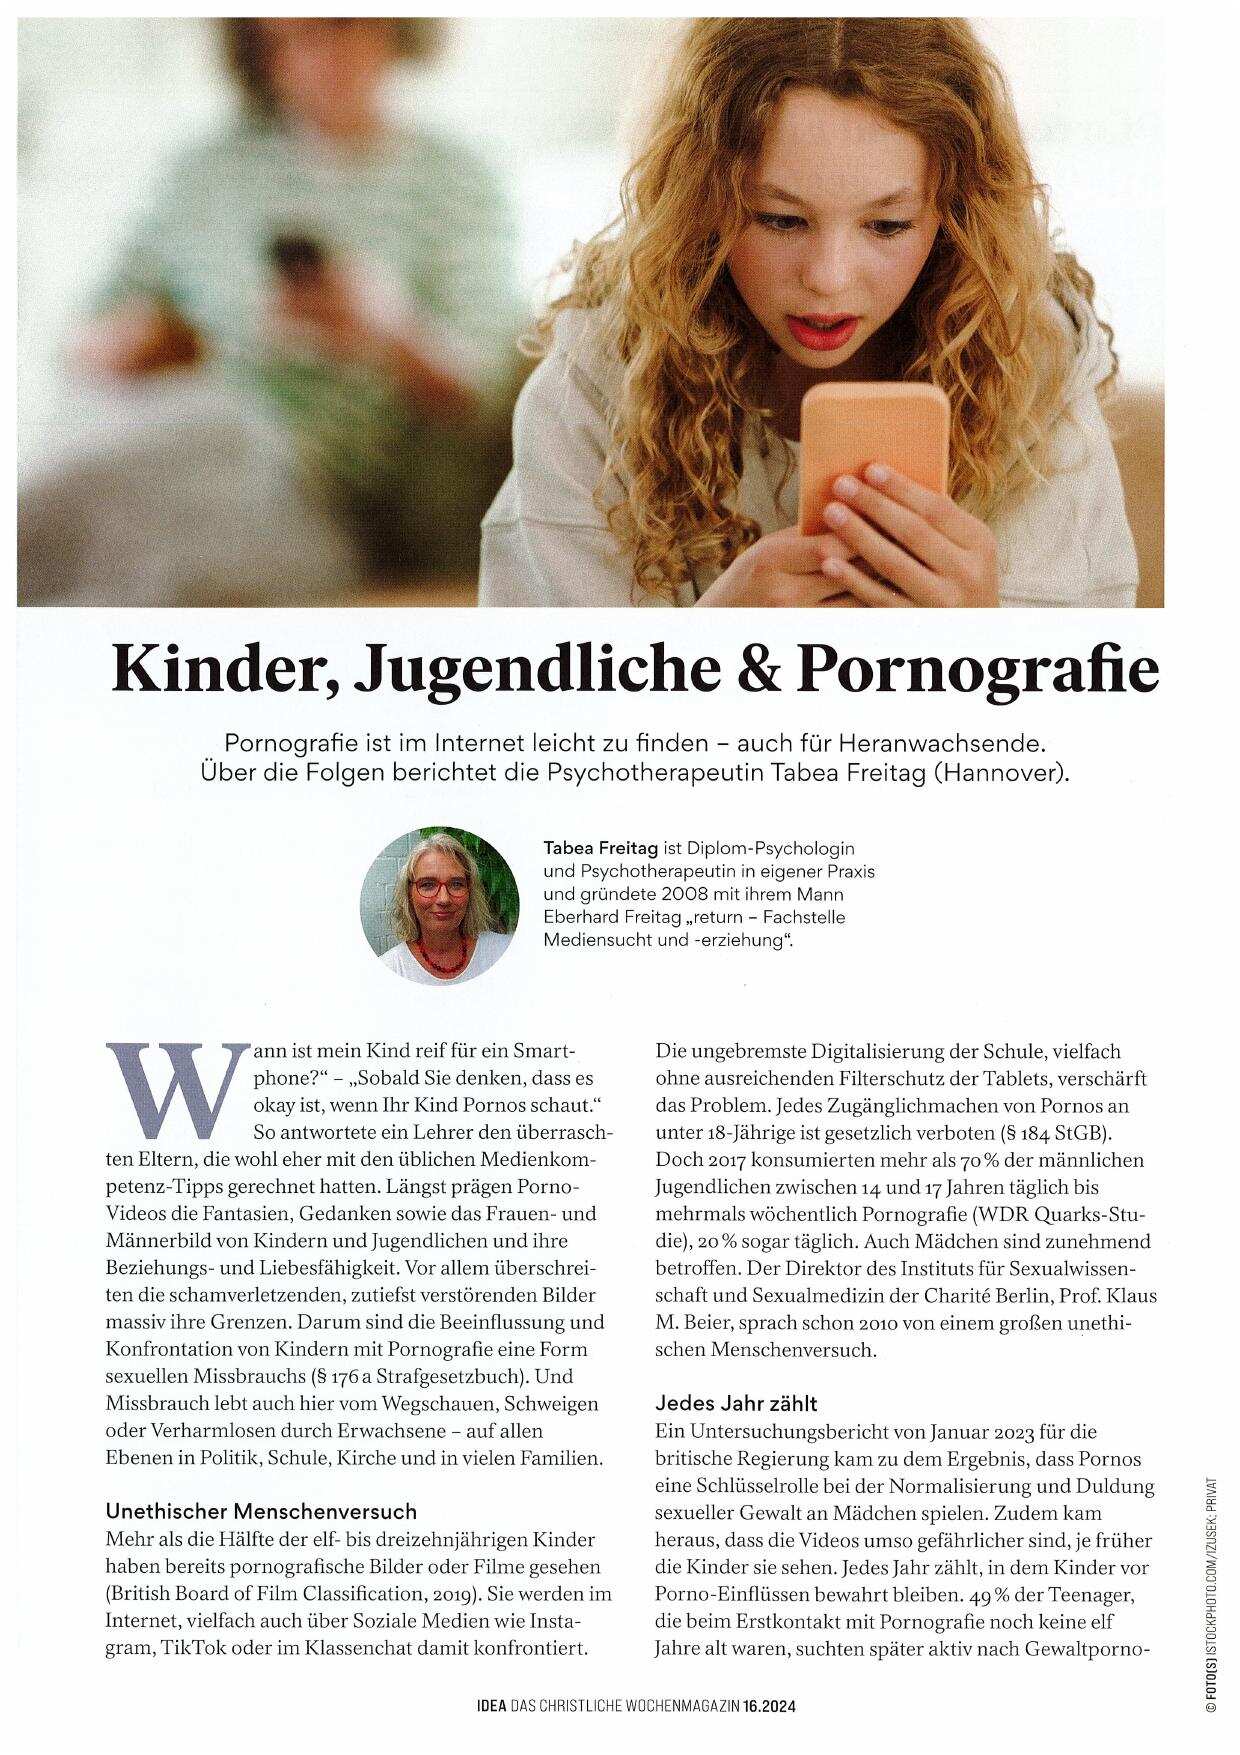 Kinder, Jugendliche & Pornografie
Pornografie ist im Internet leicht zu finden – auch für Heranwachsende.
Über die Folgen berichtet die Psychotherapeutin Tabea Freitag (Hannover).
Tabea Freitag ist Diplom-Psychologin
und Psychotherapeutin in eigener Praxis
und gründete 2008 mit ihrem Mann
Eberhard Freitag „return – Fachstelle
Mediensucht und -erziehung“.
Wann ist mein Kind reif für ein Smart-
phone?“ – „Sobald Sie denken, dass es
okay ist, wenn Ihr Kind Pornos schaut.“
So antwortete ein Lehrer den überrasch-
ten Eltern, die wohl eher mit den üblichen Medienkom-
petenz-Tipps gerechnet hatten. Längst prägen Porno-
Videos die Fantasien, Gedanken sowie das Frauen- und
Männerbild von Kindern und Jugendlichen und ihre
Beziehungs- und Liebesfähigkeit. Vor allem überschrei-
ten die schamverletzenden, zutiefst verstörenden Bilder
massiv ihre Grenzen. Darum sind die Beeinflussung und
Konfrontation von Kindern mit Pornografie eine Form
sexuellen Missbrauchs (§ 176 a Strafgesetzbuch). Und
Missbrauch lebt auch hier vom Wegschauen, Schweigen
oder Verharmlosen durch Erwachsene – auf allen
Ebenen in Politik, Schule, Kirche und in vielen Familien.
Unethischer Menschenversuch
Mehr als die Hälfte der elf- bis dreizehnjährigen Kinder
haben bereits pornografische Bilder oder Filme gesehen
(British Board of Film Classification, 2019). Sie werden im
Internet, vielfach auch über Soziale Medien wie Insta-
gram, TikTok oder im Klassenchat damit konfrontiert.
Die ungebremste Digitalisierung der Schule, vielfach
ohne ausreichenden Filterschutz der Tablets, verschärft
das Problem. Jedes Zugänglichmachen von Pornos an
unter 18-Jährige ist gesetzlich verboten (§ 184 StGB).
Doch 2017 konsumierten mehr als 70 % der männlichen
Jugendlichen zwischen 14 und 17 Jahren täglich bis
mehrmals wöchentlich Pornografie (WDR Quarks-Stu-
die), 20 % sogar täglich. Auch Mädchen sind zunehmend
betroffen. Der Direktor des Instituts für Sexualwissen-
schaft und Sexualmedizin der Charité Berlin, Prof. Klaus
M. Beier, sprach schon 2010 von einem großen unethi-
schen Menschenversuch.
Jedes Jahr zählt
Ein Untersuchungsbericht von Januar 2023 für die
britische Regierung kam zu dem Ergebnis, dass Pornos
eine Schlüsselrolle bei der Normalisierung und Duldung
sexueller Gewalt an Mädchen spielen. Zudem kam
heraus, dass die Videos umso gefährlicher sind, je früher
die Kinder sie sehen. Jedes Jahr zählt, in dem Kinder vor
Porno-Einflüssen bewahrt bleiben. 49 % der Teenager,
die beim Erstkontakt mit Pornografie noch keine elf
Jahre alt waren, suchten später aktiv nach Gewaltporno-
© FOTO(S) ISTOCKPHOTO.COM/IZUSEK; PRIVAT
IDEA DAS CHRISTLICHE WOCHENMAGAZIN 16.2024